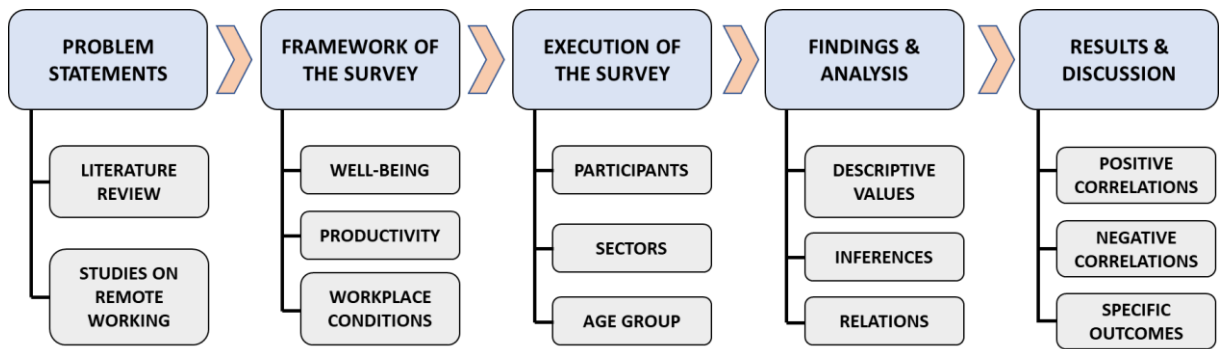 PROBLEM
STATEMENTS
LITERATURE
REVIEW
STUDIES ON
REMOTE
WORKING
FRAMEWORK OF
THE SURVEY
WELL-BEING
PRODUCTIVITY
WORKPLACE
CONDITIONS
EXECUTION OF
THE SURVEY
PARTICIPANTS
SECTORS
AGE GROUP
FINDINGS &
ANALYSIS
DESCRIPTIVE
VALUES
INFERENCES
RELATIONS
RESULTS &
DISCUSSION
POSITIVE
CORRELATIONS
NEGATIVE
CORRELATIONS
SPECIFIC
OUTCOMES